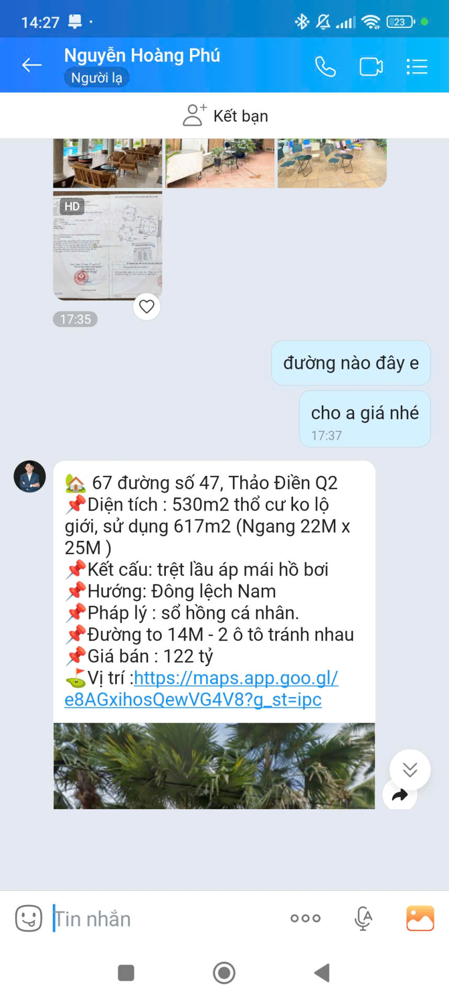 14:27
23
Nguyễn Hoàng Phú
Người lạ
Kết bạn
HD
17:35
đường nào đây e
cho a giá nhé
17:37
🏡 67 đường số 47, Thảo Điền Q2
📌Diện tích : 530m2 thổ cư ko lộ
giới, sử dụng 617m2 (Ngang 22M x
25M )
📌Kết cấu: trệt lầu áp mái hồ bơi
📌Hướng: Đông lệch Nam
📌Pháp lý : sổ hồng cá nhân.
📌Đường to 14M - 2 ô tô tránh nhau
📌Giá bán : 122 tỷ
⛳Vị trí :https://maps.app.goo.gl/
e8AGxihosQewVG4V8?g_st=ipc
Tin nhắn